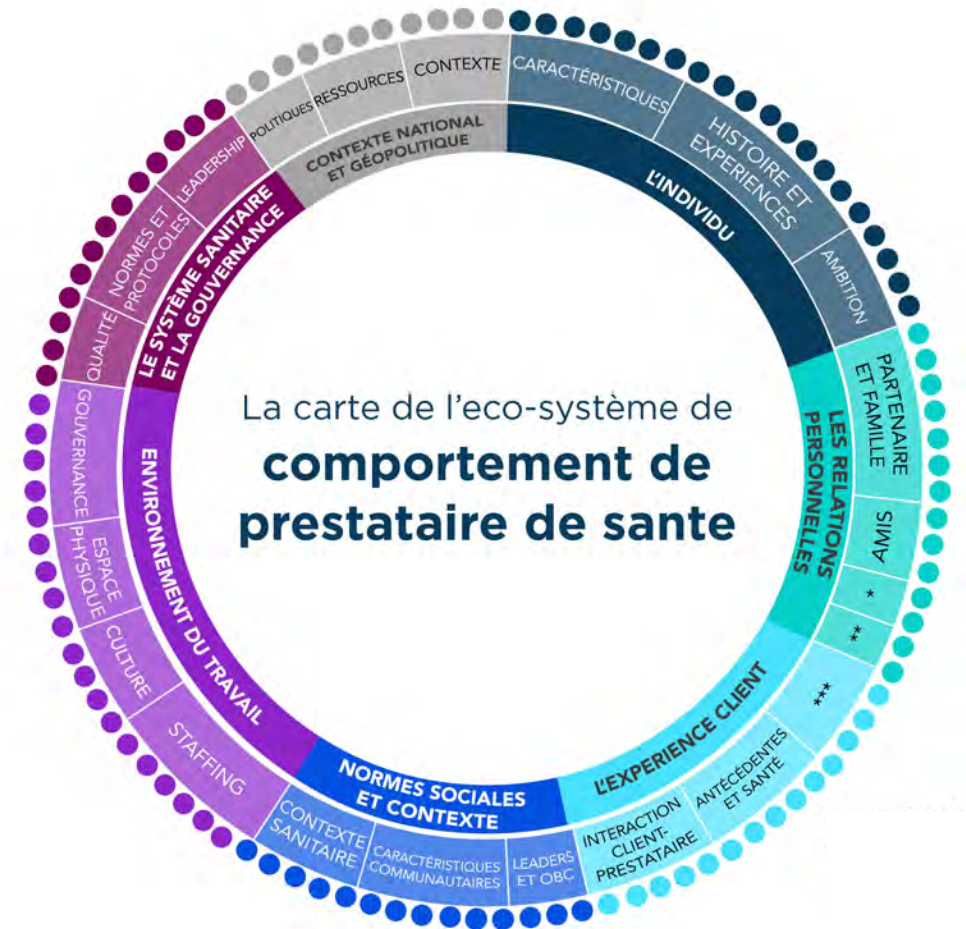 La carte de l'eco-système de
comportement de
prestataire de sante
L'INDIVIDU
CARACTÉRISTIQUES
HISTOIRE ET
EXPERIENCES
AMBITION
LES RELATIONS
PERSONNELLES
PARTENAIRE
ET FAMILLE
AMIS
*
**
L'EXPERIENCE CLIENT
***
ANTÉCÉDENTES
ET SANTÉ
INTERACTION
CLIENT-
PRESTATAIRE
NORMES SOCIALES
ET CONTEXTE
LEADERS
ET OBC
CARACTÉRISTIQUES
COMMUNAUTAIRES
CONTEXTE
SANITAIRE
ENVIRONNEMENT DU TRAVAIL
STAFFING
CULTURE
ESPACE
PHYSIQUE
GOUVERNANCE
LE SYSTÈME SANITAIRE
ET LA GOUVERNANCE
QUALITÉ
NORMES ET
PROTOCOLES
LEADERSHIP
CONTEXTE NATIONAL
ET GÉOPOLITIQUE
POLITIQUES
RESSOURCES
CONTEXTE